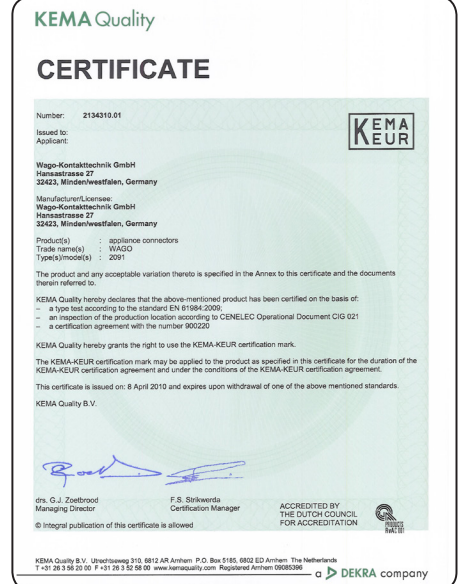 KEMA Quality
CERTIFICATE
Number: 2134310.01
KEMA
KEUR
Issued to:
Applicant:
Wago-Kontakttechnik GmbH
Hansastrasse 27
32423, Minden/westfalen, Germany
Manufacturer/Licensee:
Wago-Kontakttechnik GmbH
Hansastrasse 27
32423, Minden/westfalen, Germany
Product(s) : appliance connectors
Trade name(s) : WAGO
Type(s)/model(s) : 2091
The product and any acceptable variation thereto is specified in the Annex to this certificate and the documents
therein referred to.
KEMA Quality hereby declares that the above-mentioned product has been certified on the basis of:
– a type test according to the standard EN 61984:2009;
– an inspection of the production location according to CENELEC Operational Document CIG 021
– a certification agreement with the number 900220
KEMA Quality hereby grants the right to use the KEMA-KEUR certification mark.
The KEMA-KEUR certification mark may be applied to the product as specified in this certificate for the duration of the
KEMA-KEUR certification agreement and under the conditions of the KEMA-KEUR certification agreement.
This certificate is issued on: 8 April 2010 and expires upon withdrawal of one of the above mentioned standards.
KEMA Quality B.V.
drs. G.J. Zoetbrood
Managing Director
F.S. Strikwerda
Certification Manager
© Integral publication of this certificate is allowed
ACCREDITED BY
THE DUTCH COUNCIL
FOR ACCREDITATION
PRODUCTS
RvAC 001
KEMA Quality B.V. Utrechtseweg 310, 6812 AR Arnhem P.O. Box 5185, 6802 ED Arnhem The Netherlands
T +31 26 3 56 20 00 F +31 26 3 52 58 00 www.kemaquality.com Registered Arnhem 09085396
a DEKRA company